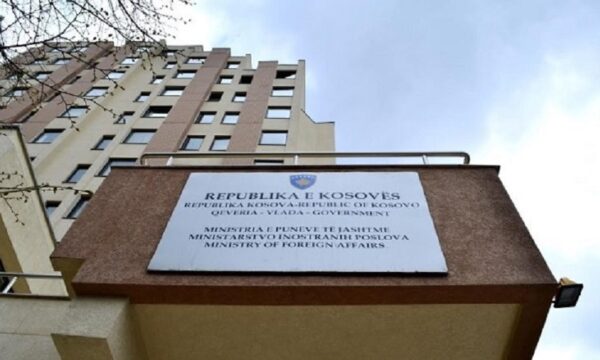 REPUBLIKA E KOSOVËS
REPUBLIKA KOSOVA-REPUBLIC OF KOSOVO
QEVERIA - VLADA - GOVERNMENT
MINISTRIA E PUNËVE TË JASHTME
MINISTARSTVO INOSTRANIH POSLOVA
MINISTRY OF FOREIGN AFFAIRS